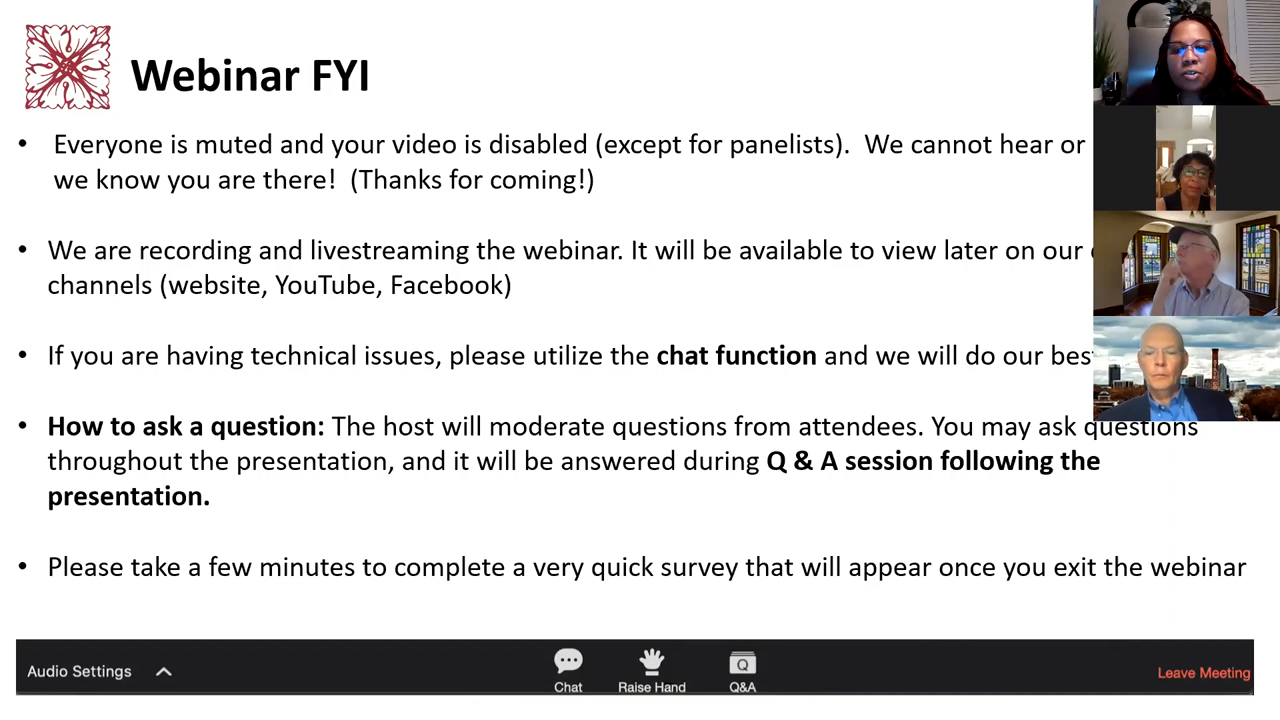 Webinar FYI
• Everyone is muted and your video is disabled (except for panelists).  We cannot hear or
we know you are there!  (Thanks for coming!)
• We are recording and livestreaming the webinar. It will be available to view later on our
channels (website, YouTube, Facebook)
• If you are having technical issues, please utilize the chat function and we will do our best
• How to ask a question: The host will moderate questions from attendees. You may ask questions
throughout the presentation, and it will be answered during Q & A session following the
presentation.
• Please take a few minutes to complete a very quick survey that will appear once you exit the webinar
Audio Settings
Chat
Raise Hand
Q
Q&A
Leave Meeting